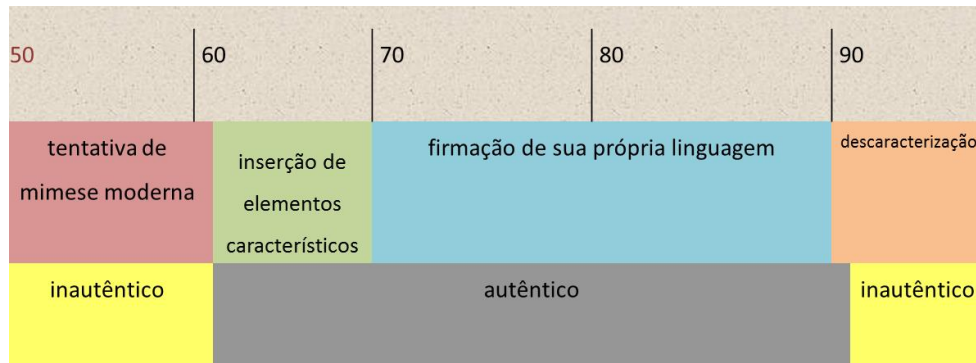 50
60
70
80
90
tentativa de
mimese moderna
inserção de
elementos
característicos
firmação de sua própria linguagem
descaracterização
inautêntico
autêntico
inautêntico